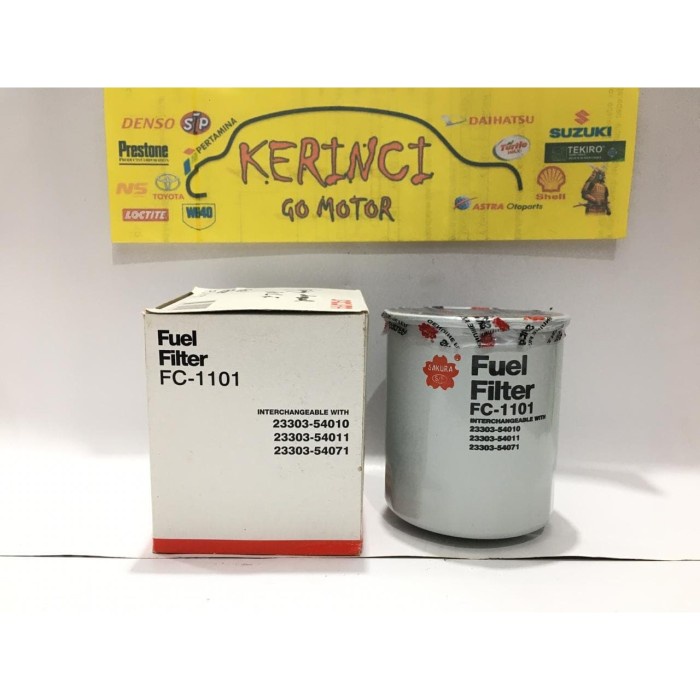 DENSO
STP
PERTAMINA
Prestone
NS
TOYOTA
LOCTITE
WD40
KERINCI
GO MOTOR
DAIHATSU
SUZUKI
Turtle
WAX
TEKIRO
Shell
ASTRA Otoparts
Fuel
Filter
FC-1101
INTERCHANGEABLE WITH
23303-54010
23303-54011
23303-54071
SAKURA
Fuel
Filter
FC-1101
INTERCHANGEABLE WITH
23303-54010
23303-54011
23303-54071